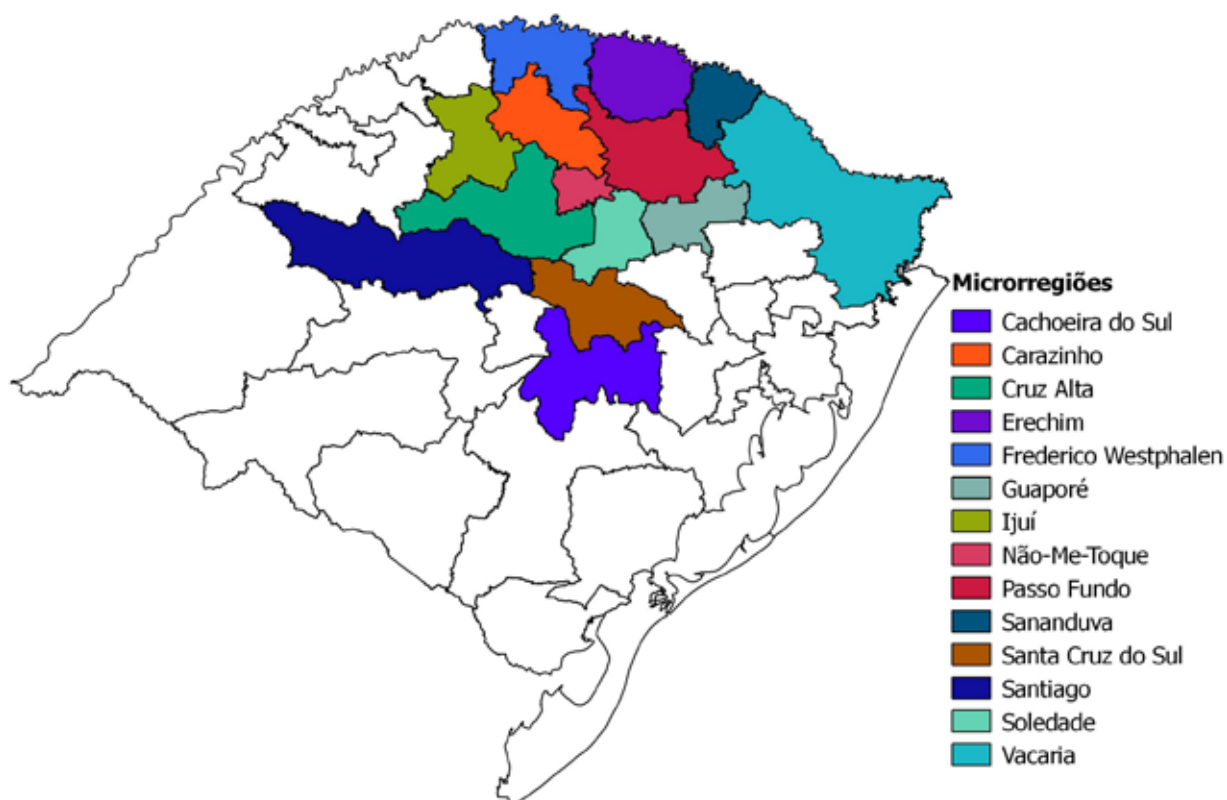 Microrregiões
Cachoeira do Sul
Carazinho
Cruz Alta
Erechim
Frederico Westphalen
Guaporé
Ijuí
Não-Me-Toque
Passo Fundo
Sananduva
Santa Cruz do Sul
Santiago
Soledade
Vacaria